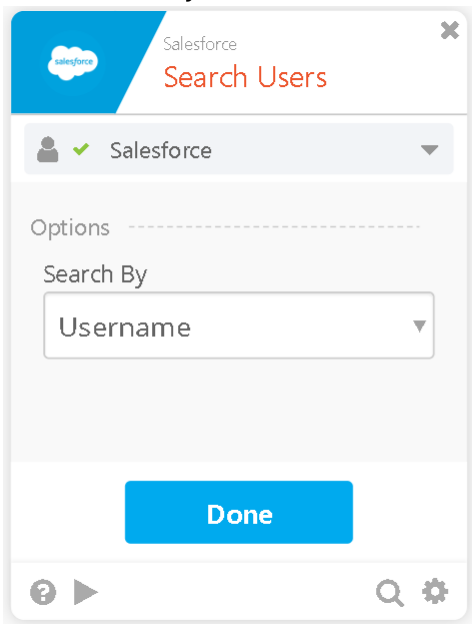 salesforce
Salesforce
Search Users
Salesforce
Options
Search By
Username
Done